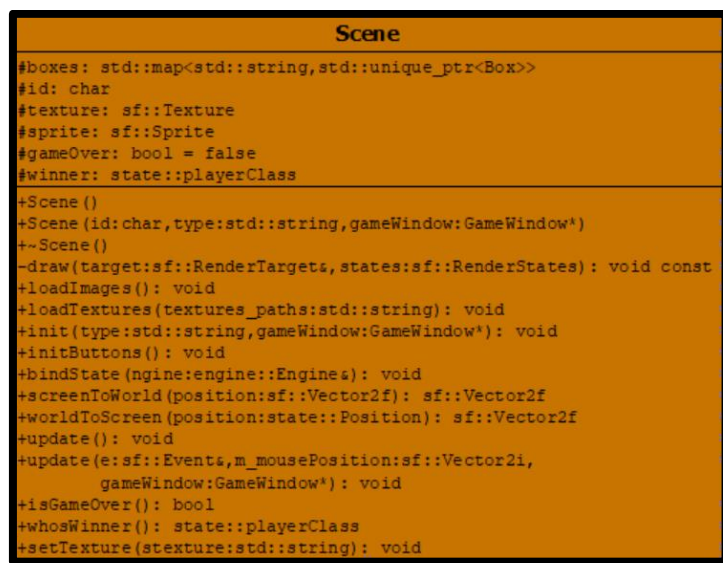 Scene
#boxes: std::map<std::string,std::unique_ptr<Box>>
#id: char
#texture: sf::Texture
#sprite: sf::Sprite
#gameOver: bool = false
#winner: state::playerClass
+Scene()
+Scene(id:char,type:std::string,gameWindow:GameWindow*)
+~Scene()
-draw(target:sf::RenderTarget&,states:sf::RenderStates): void const
+loadImages(): void
+loadTextures(textures_paths:std::string): void
+init(type:std::string,gameWindow:GameWindow*): void
+initButtons(): void
+bindState(ngine:engine::Engine&): void
+screenToWorld(position:sf::Vector2f): sf::Vector2f
+worldToScreen(position:state::Position): sf::Vector2f
+update(): void
+update(e:sf::Event&,m_mousePosition:sf::Vector2i,
gameWindow:GameWindow*): void
+isGameOver(): bool
+whosWinner(): state::playerClass
+setTexture(stexture:std::string): void